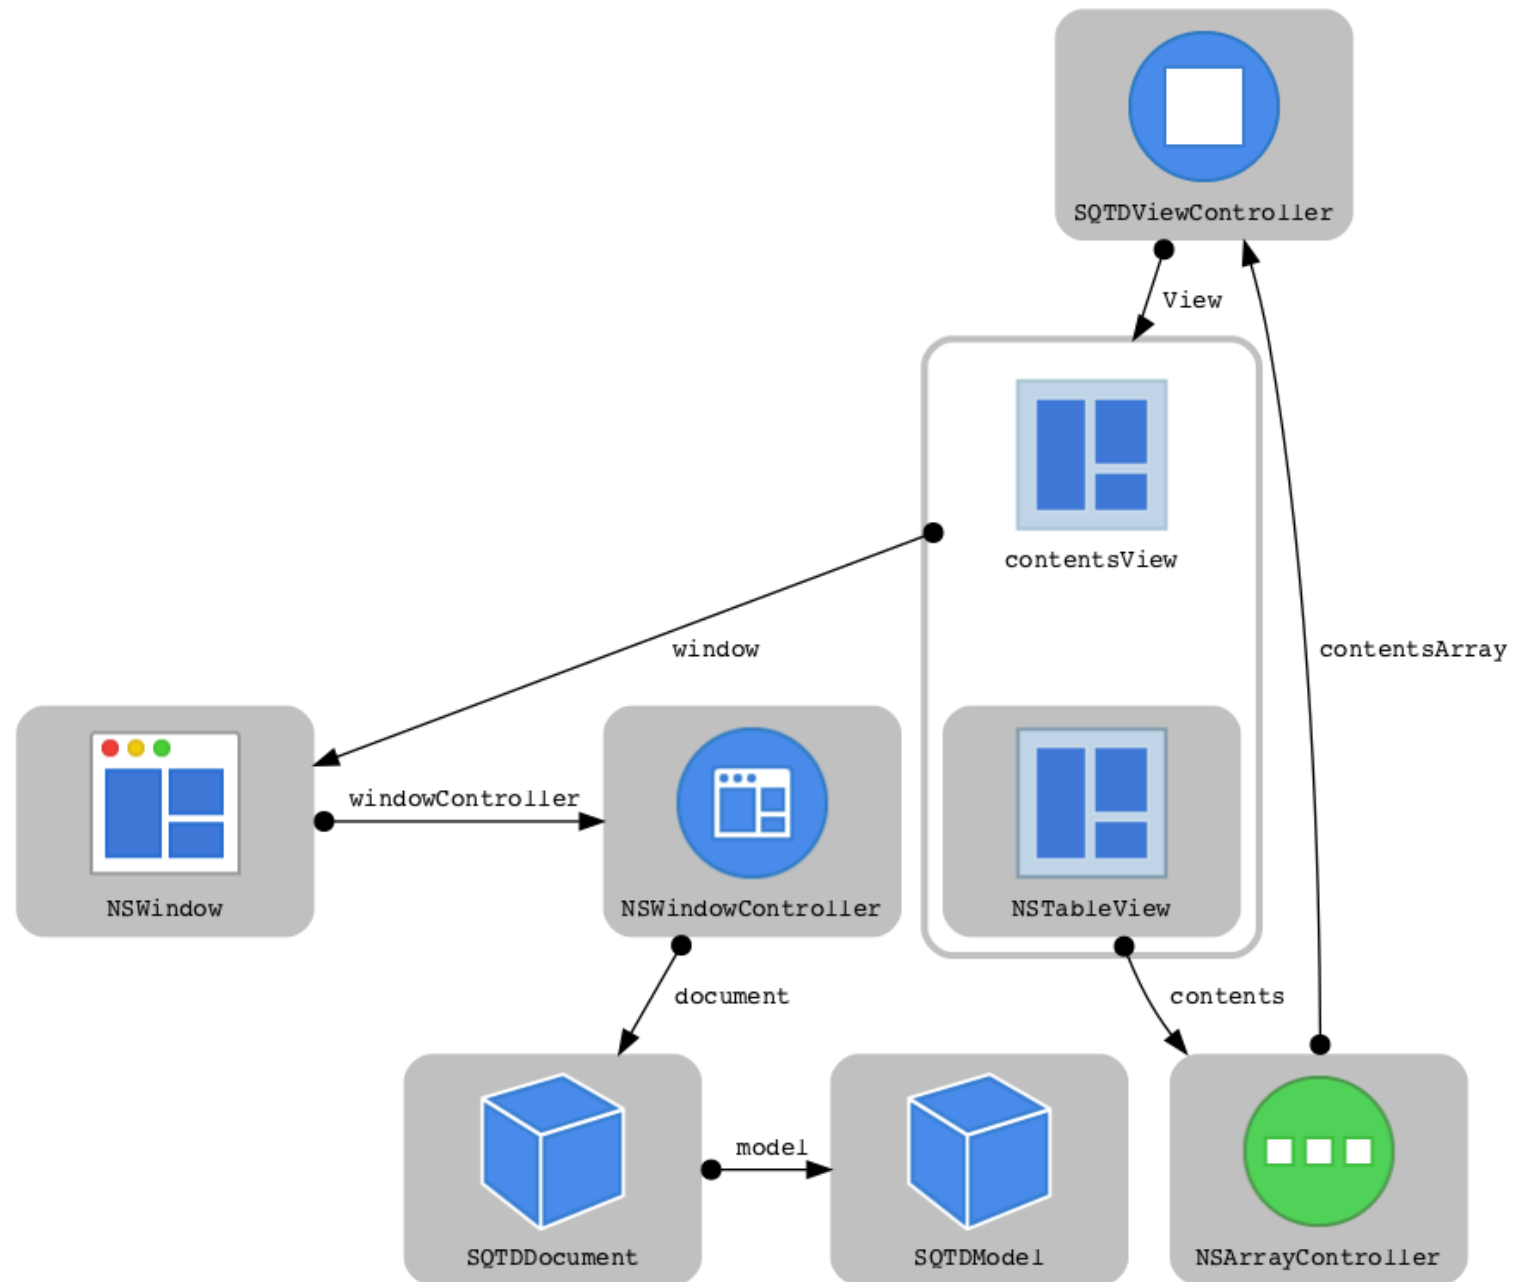 SQTDViewController
View
contentsView
window
contentsArray
windowController
NSWindow
NSWindowController
NSTableView
document
contents
model
SQTDDocument
SQTDModel
NSArrayController